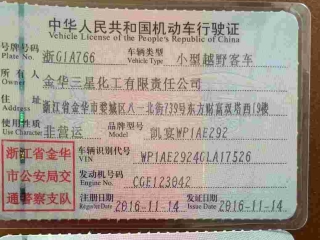 中华人民共和国机动车行驶证
Vehicle License of the People's Republic of China
号牌号码 Plate No. 浙G1A766 车辆类型 Vehicle Type 小型越野客车
所有人 Owner 金华三星化工有限责任公司
住址 Address 浙江省金华市婺城区八一北街739号东方财富双塔西19楼
使用性质 Use Character 非营运 品牌型号 Model 凯宴WP1AE292
浙江省金华市公安局交通警察支队
车辆识别代号 VIN WP1AE2924GLA17526
发动机号码 Engine No. CGE123042
注册日期 Register Date 2016-11-14 发证日期 Issue Date 2016-11-14